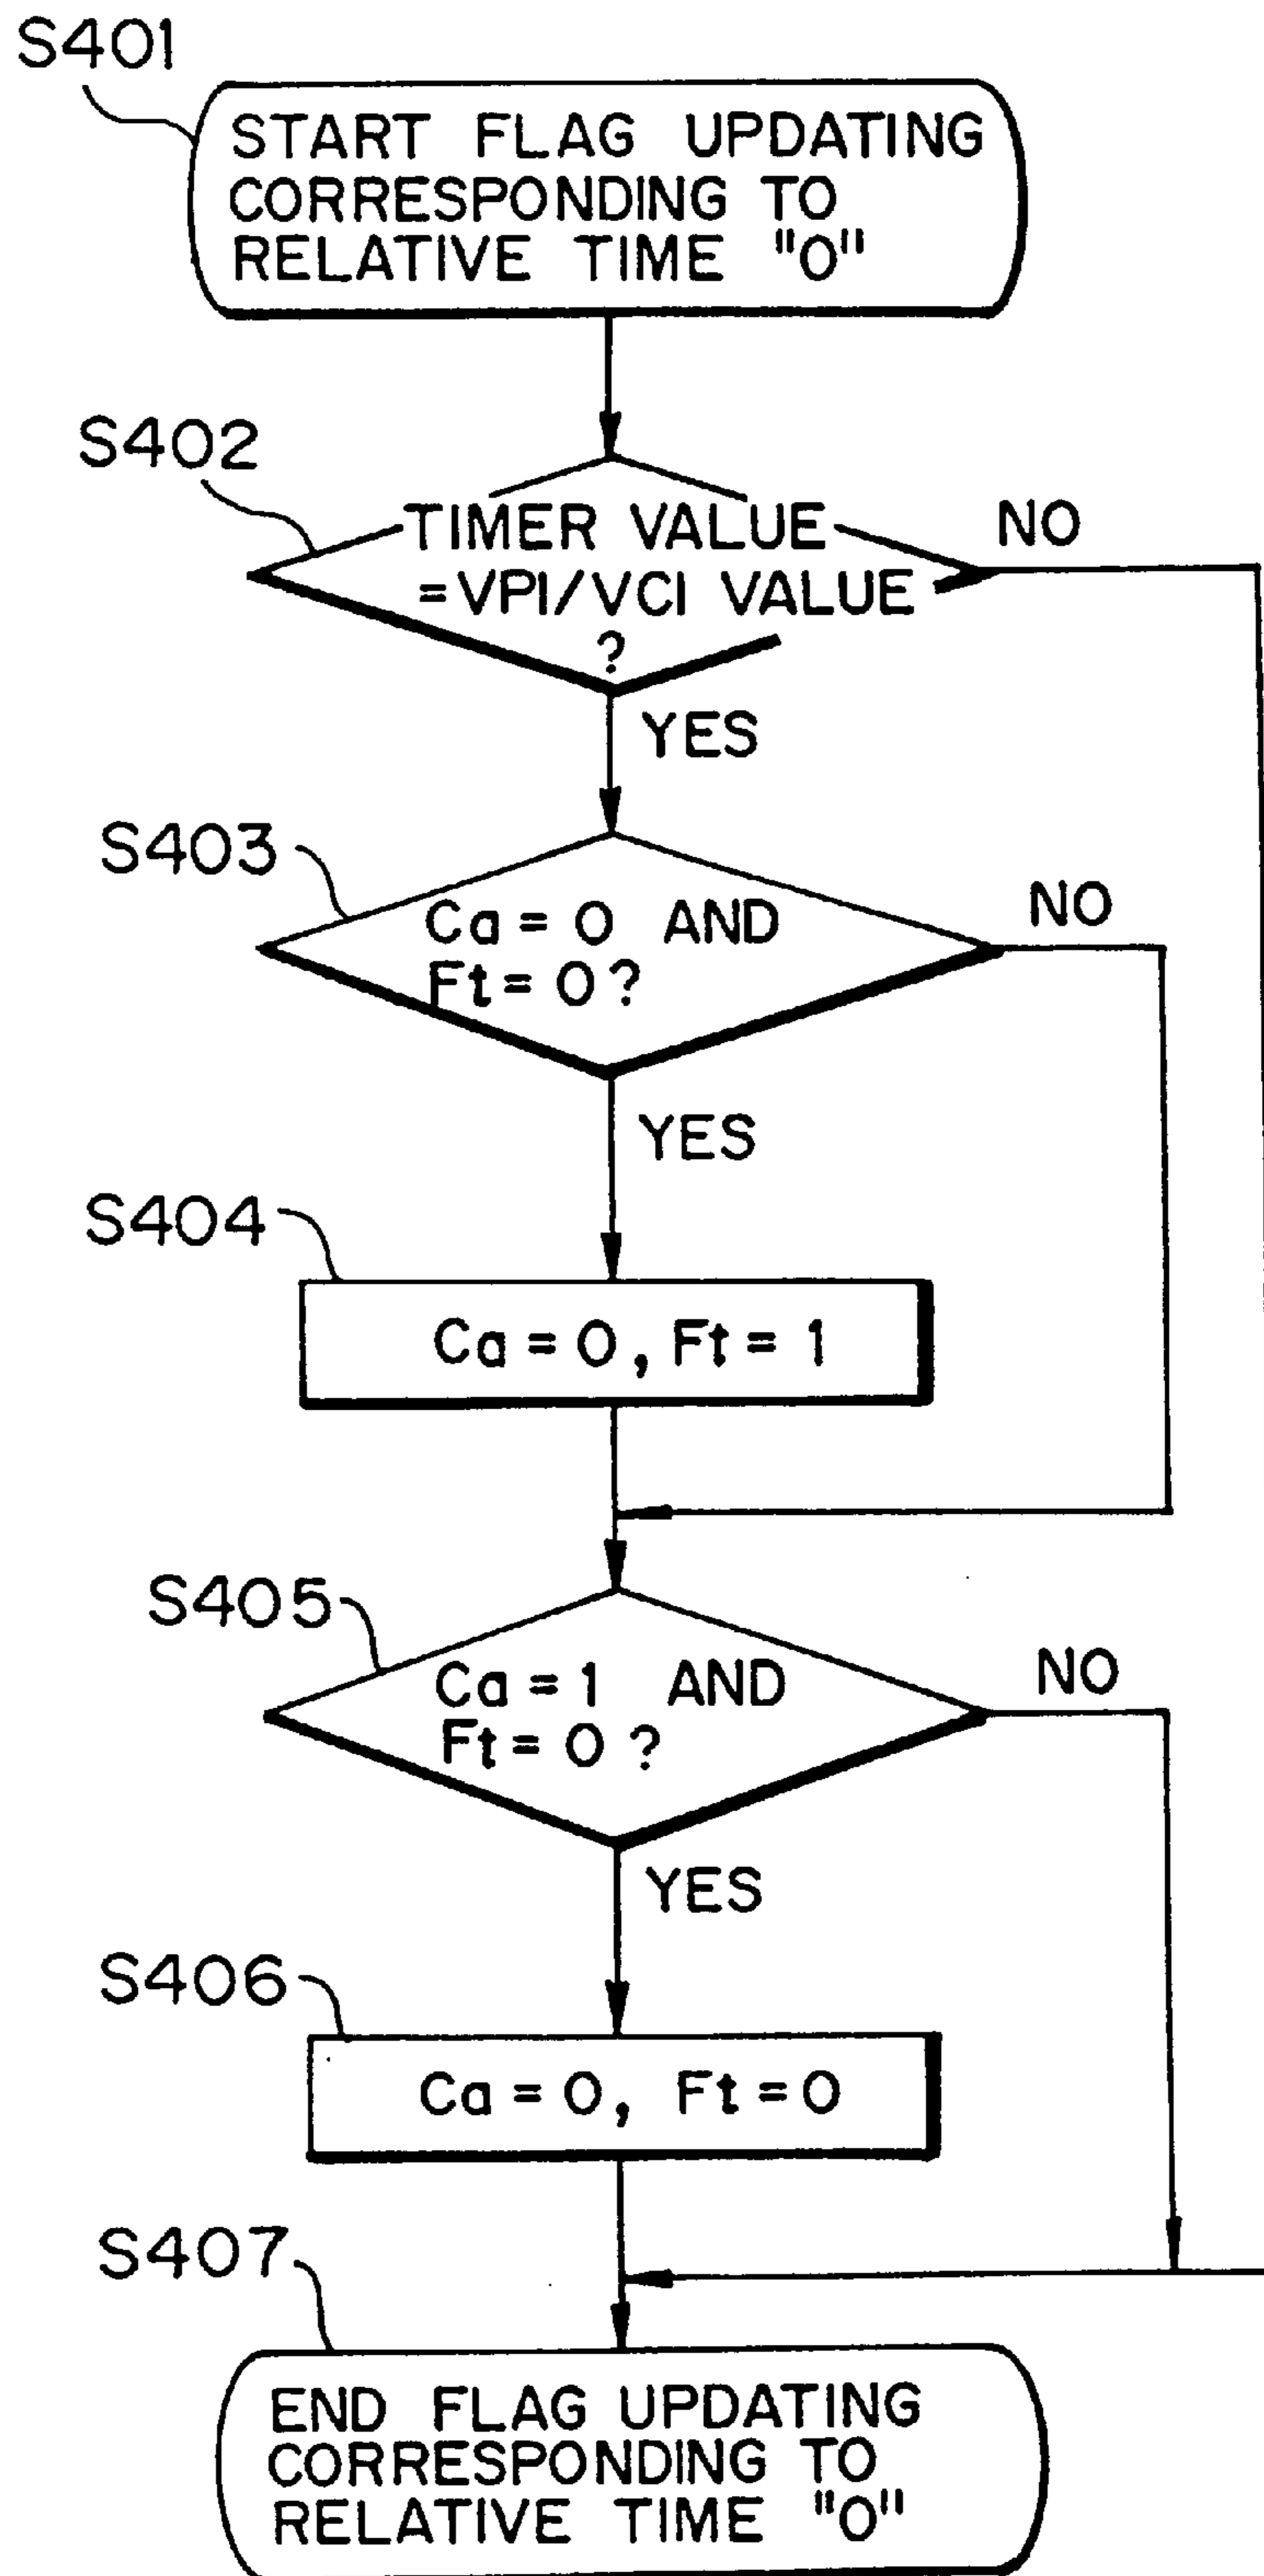 S401
START FLAG UPDATING
CORRESPONDING TO
RELATIVE TIME "0"
S402
TIMER VALUE
=VPI/VCI VALUE
?
NO
YES
S403
Ca = 0 AND
Ft = 0?
NO
YES
S404
Ca = 0, Ft = 1
S405
Ca = 1 AND
Ft = 0 ?
NO
YES
S406
Ca = 0, Ft = 0
S407
END FLAG UPDATING
CORRESPONDING TO
RELATIVE TIME "0"